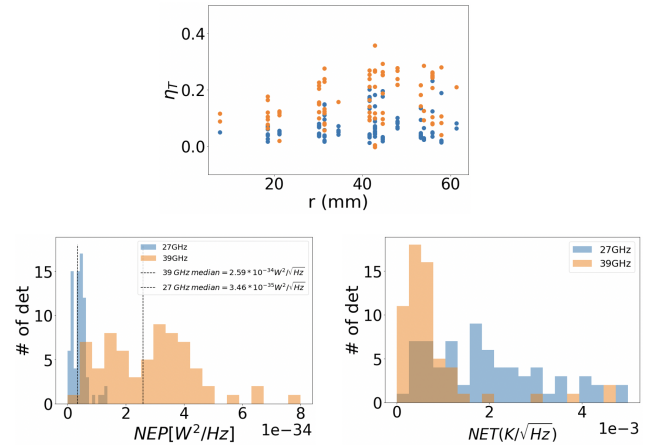 0.4
0.2
0.0
η_T
20
40
60
r (mm)
27GHz
39GHz
39 GHz median = 2.59 * 10^{-34} W^2/√Hz
27 GHz median = 3.46 * 10^{-35} W^2/√Hz
15
10
5
0
# of det
0
2
4
6
8
1e−34
NEP[W^2/Hz]
27GHz
39GHz
15
10
5
0
# of det
0
1
2
3
4
5
1e−3
NET(K/√Hz)